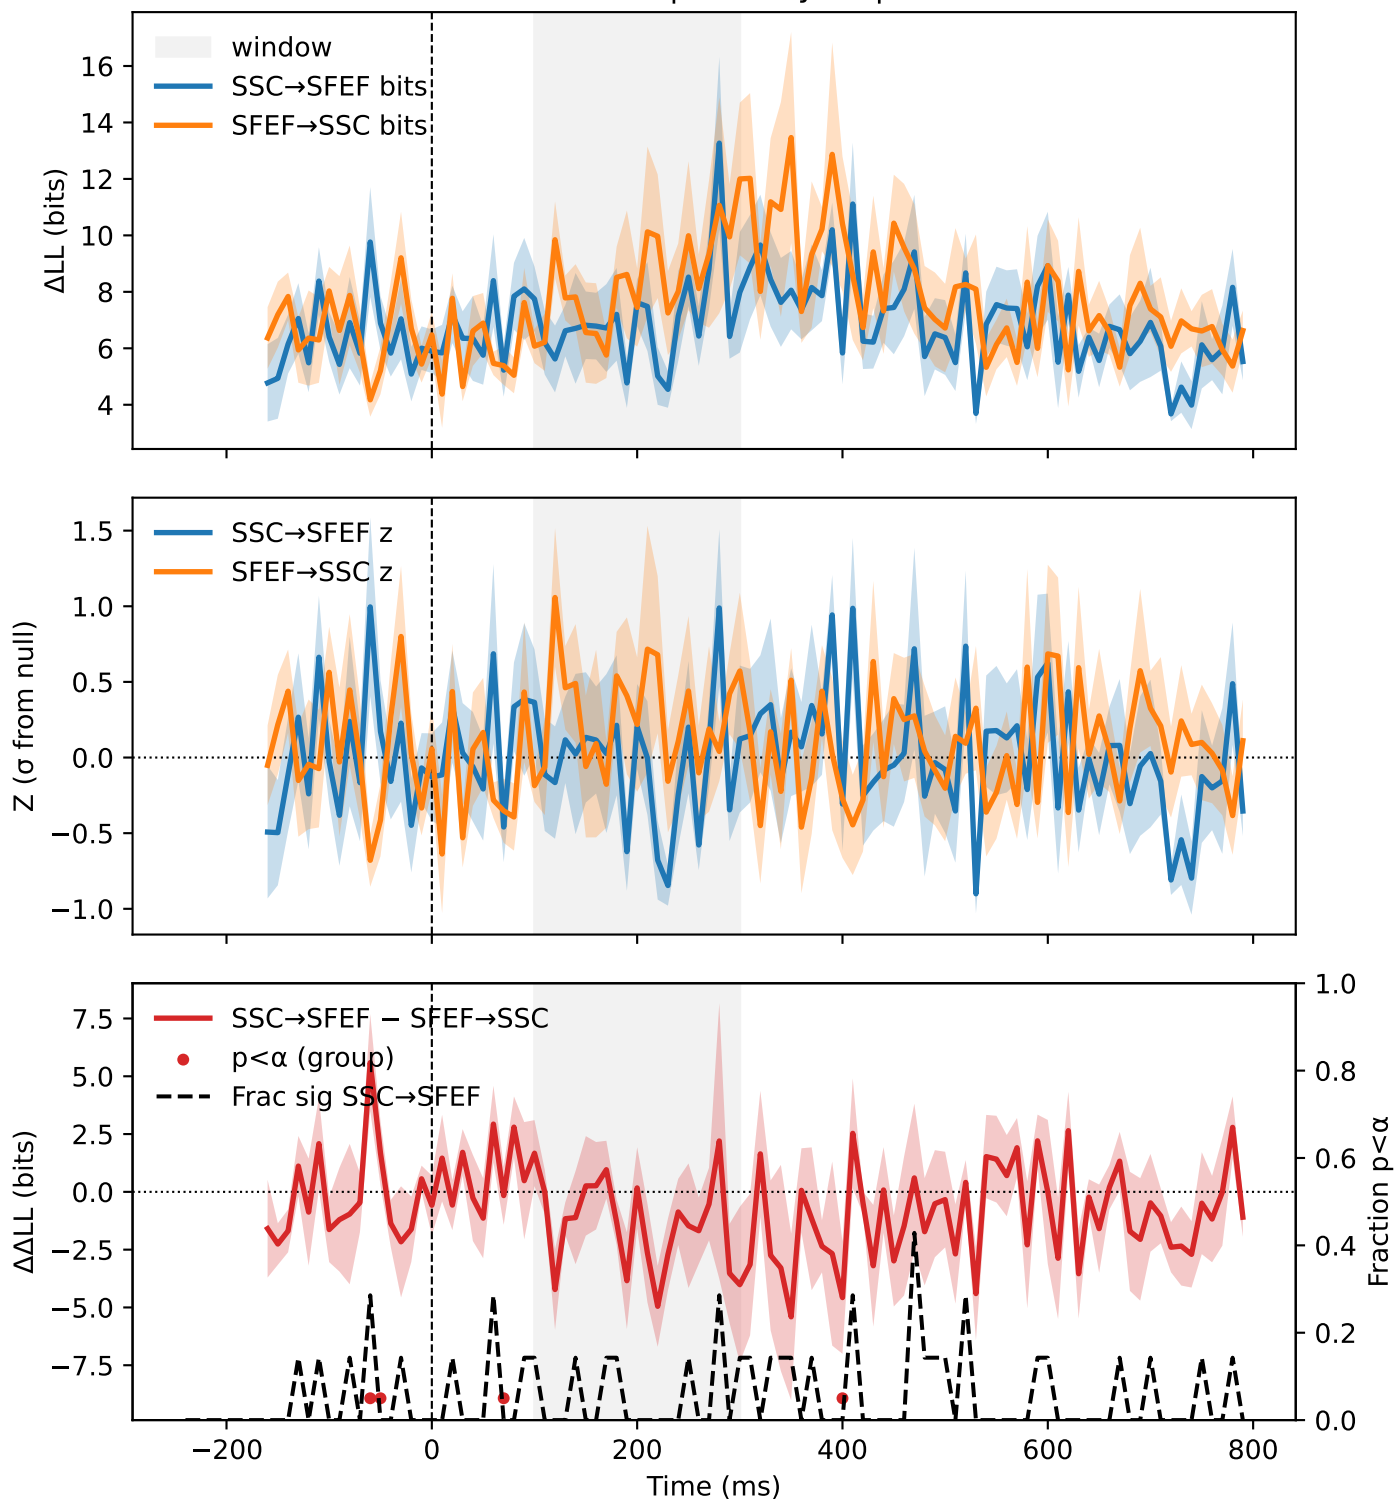 window
SSC→SFEF bits
SFEF→SSC bits
16
14
12
10
8
6
4
ΔLL (bits)
SSC→SFEF z
SFEF→SSC z
1.5
1.0
0.5
0.0
−0.5
−1.0
Z (σ from null)
SSC→SFEF − SFEF→SSC
p<α (group)
Frac sig SSC→SFEF
7.5
5.0
2.5
0.0
−2.5
−5.0
−7.5
ΔΔLL (bits)
1.0
0.8
0.6
0.4
0.2
0.0
Fraction p<α
−200
0
200
400
600
800
Time (ms)